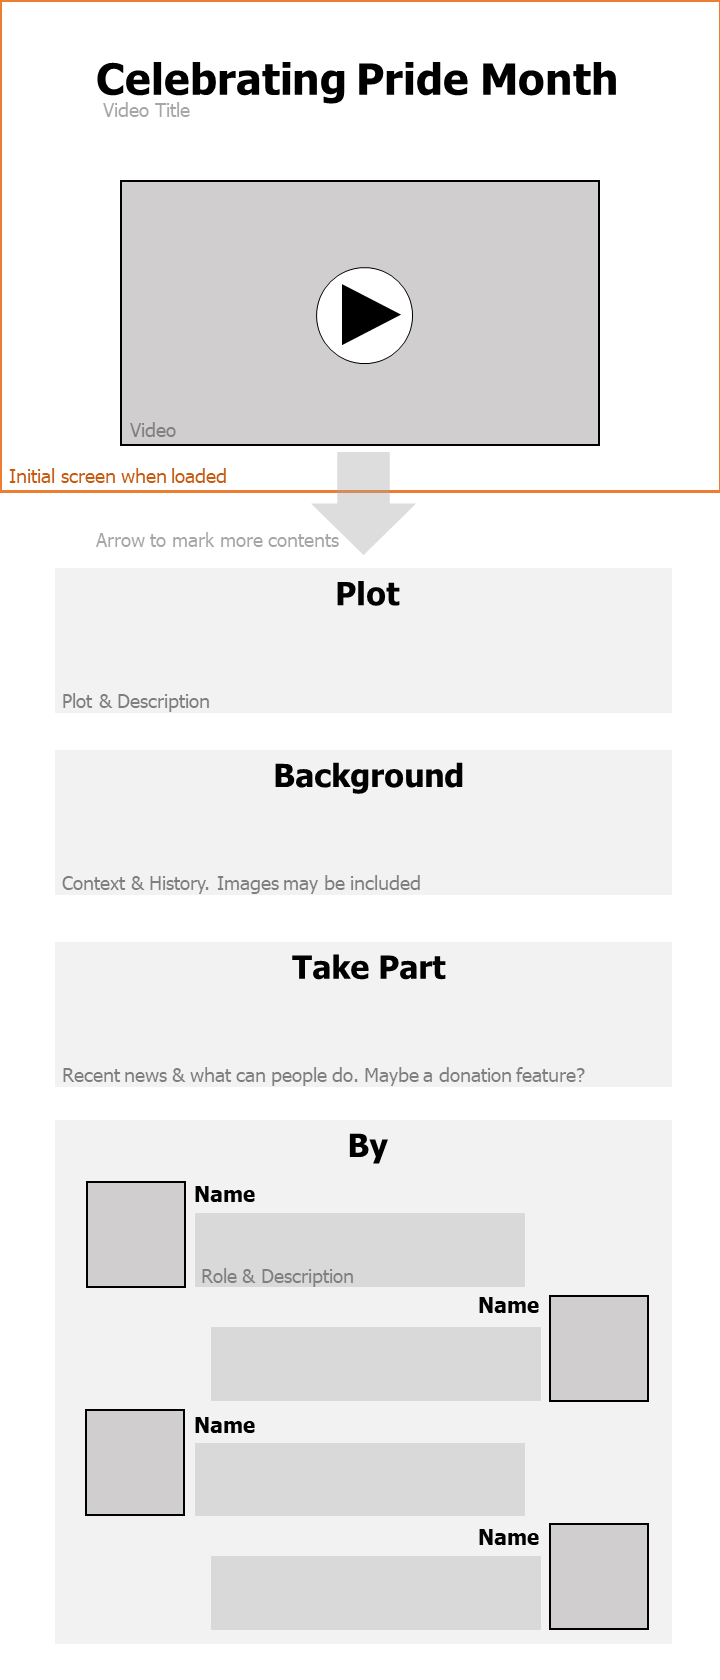 Celebrating Pride Month
Video Title
Video
Initial screen when loaded
Arrow to mark more contents
Plot
Plot & Description
Background
Context & History. Images may be included
Take Part
Recent news & what can people do. Maybe a donation feature?
By
Name
Role & Description
Name
Name
Name